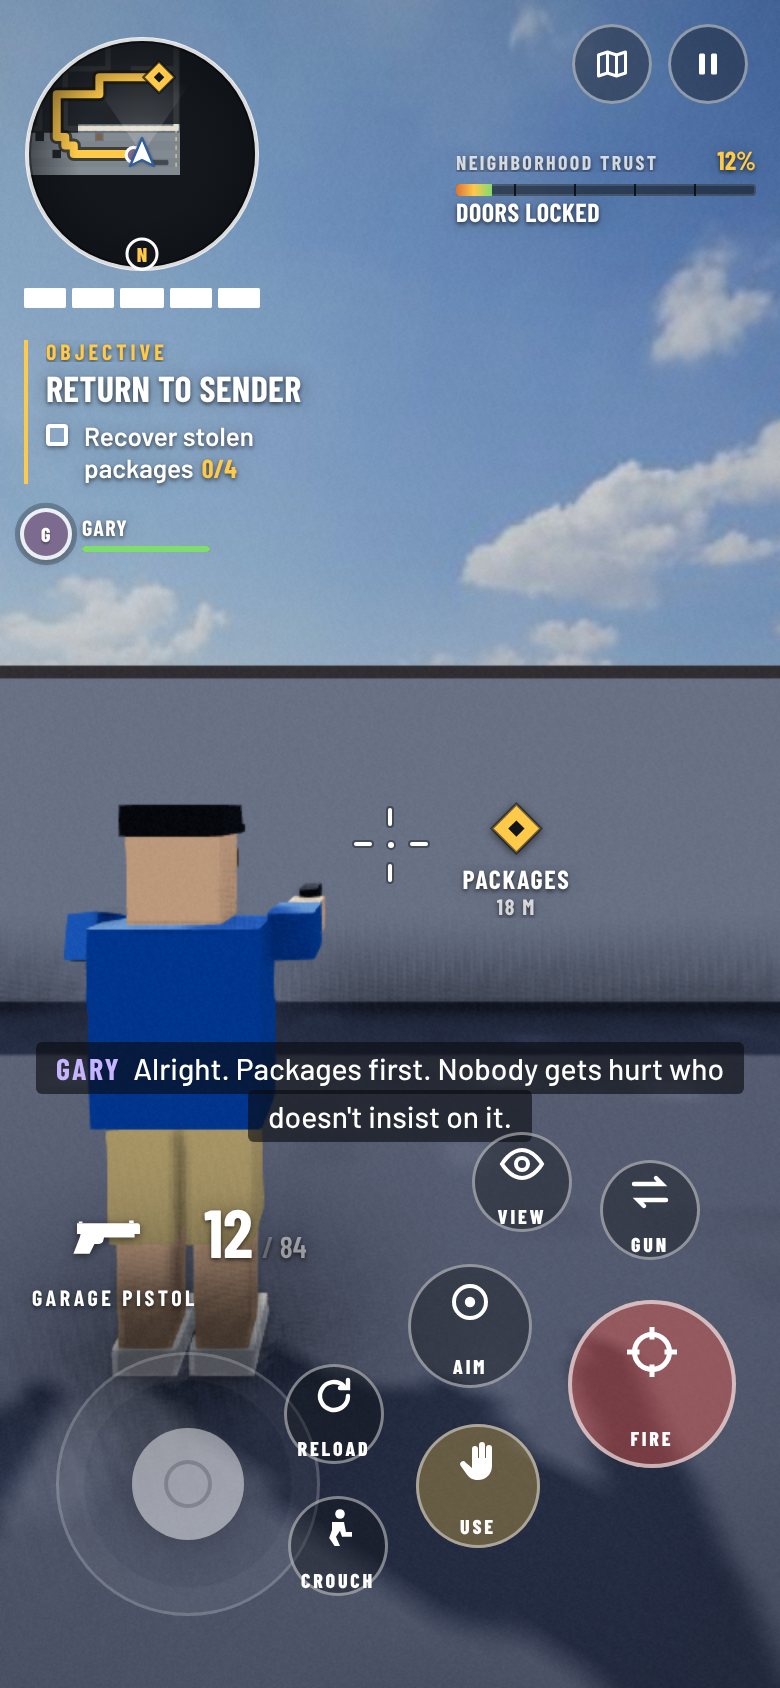 N
NEIGHBORHOOD TRUST 12%
DOORS LOCKED
OBJECTIVE
RETURN TO SENDER
Recover stolen
packages 0/4
G GARY
PACKAGES
18 M
GARY Alright. Packages first. Nobody gets hurt who
doesn't insist on it.
VIEW
GUN
12 / 84
GARAGE PISTOL
AIM
FIRE
RELOAD
USE
CROUCH